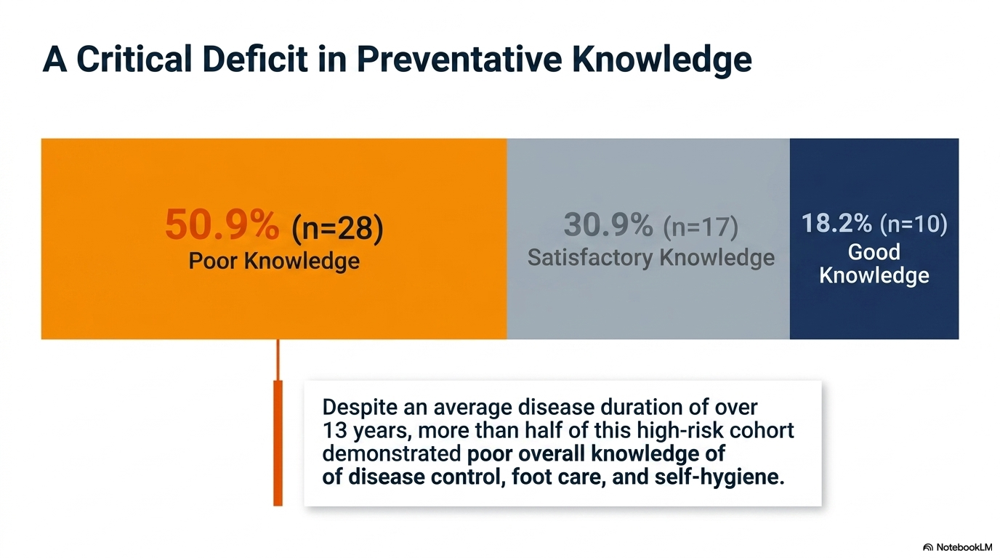 A Critical Deficit in Preventative Knowledge
50.9% (n=28)
Poor Knowledge
30.9% (n=17)
Satisfactory Knowledge
18.2% (n=10)
Good
Knowledge
Despite an average disease duration of over
13 years, more than half of this high-risk cohort
demonstrated poor overall knowledge of
of disease control, foot care, and self-hygiene.
NotebookLM